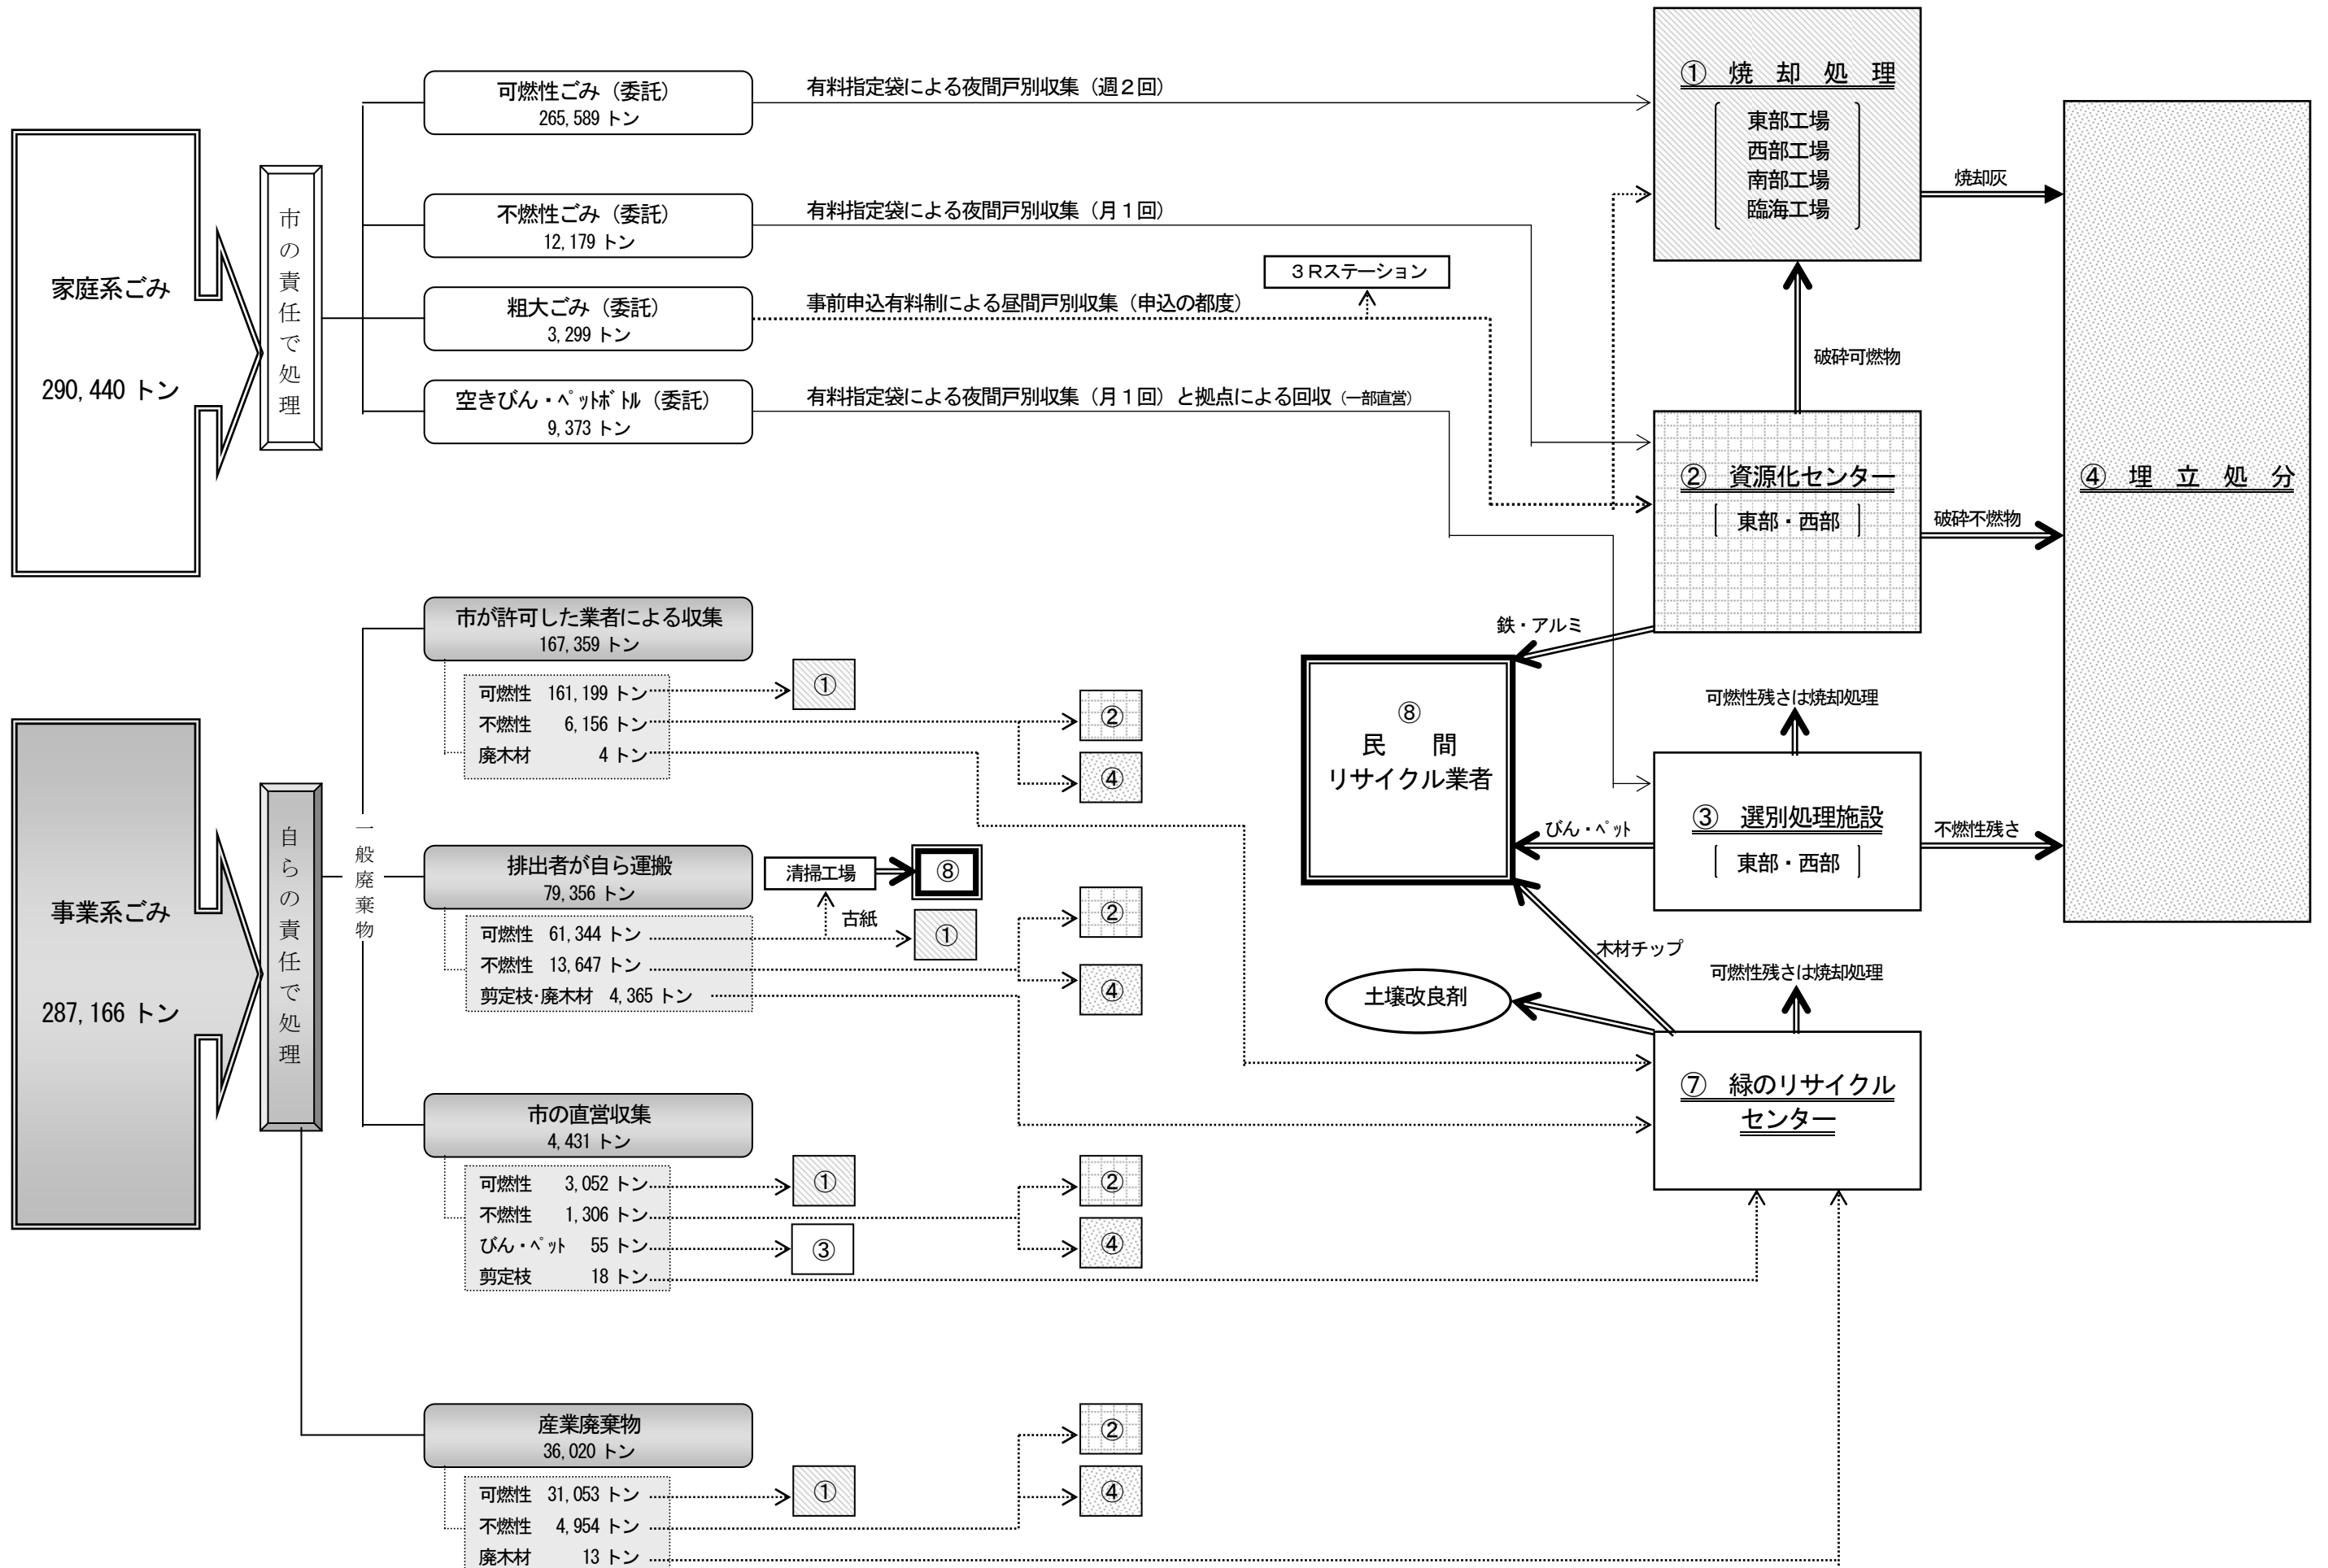 家庭系ごみ
290,440 トン
市の責任で処理
可燃性ごみ（委託）
265,589 トン
有料指定袋による夜間戸別収集（週２回）
不燃性ごみ（委託）
12,179 トン
有料指定袋による夜間戸別収集（月１回）
粗大ごみ（委託）
3,299 トン
事前申込有料制による昼間戸別収集（申込の都度）
３Ｒステーション
空きびん・ﾍﾟｯﾄﾎﾞﾄﾙ（委託）
9,373 トン
有料指定袋による夜間戸別収集（月１回）と拠点による回収（一部直営）
① 焼 却 処 理
東部工場
西部工場
南部工場
臨海工場
焼却灰
破砕可燃物
② 資源化センター
東部・西部
破砕不燃物
④ 埋 立 処 分
鉄・アルミ
⑧
民 間
リサイクル業者
可燃性残さは焼却処理
びん・ﾍﾟｯﾄ
③ 選別処理施設
東部・西部
不燃性残さ
木材チップ
土壌改良剤
可燃性残さは焼却処理
⑦ 緑のリサイクル
センター
事業系ごみ
287,166 トン
自らの責任で処理
一般廃棄物
市が許可した業者による収集
167,359 トン
可燃性 161,199 トン
①
不燃性 6,156 トン
②
④
廃木材 4 トン
排出者が自ら運搬
79,356 トン
清掃工場
⑧
古紙
可燃性 61,344 トン
①
不燃性 13,647 トン
②
④
剪定枝・廃木材 4,365 トン
市の直営収集
4,431 トン
可燃性 3,052 トン
①
不燃性 1,306 トン
②
④
びん・ﾍﾟｯﾄ 55 トン
③
剪定枝 18 トン
産業廃棄物
36,020 トン
可燃性 31,053 トン
①
不燃性 4,954 トン
②
④
廃木材 13 トン